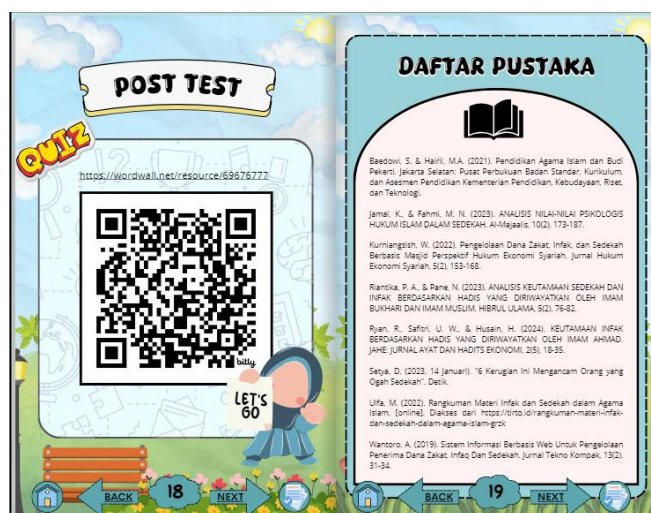 POST TEST
QUIZ
https://wordwall.net/resource/69676777
bitly
LET'S
GO
BACK
18
NEXT
DAFTAR PUSTAKA
Baedowi, S. & Hairil, M.A. (2021). Pendidikan Agama Islam dan Budi
Pekerti. Jakarta Selatan: Pusat Perbukuan Badan Standar, Kurikulum,
dan Asesmen Pendidikan Kementerian Pendidikan, Kebudayaan, Riset,
dan Teknologi.
Jamal, K., & Fahmi, M. N. (2023). ANALISIS NILAI-NILAI PSIKOLOGIS
HUKUM ISLAM DALAM SEDEKAH. Al-Majaalis, 10(2), 173-187.
Kurniangsish, W. (2022). Pengelolaan Dana Zakat, Infak, dan Sedekah
Berbasis Masjid Perspektif Hukum Ekonomi Syariah. Jurnal Hukum
Ekonomi Syariah, 5(2), 153-168.
Riantika, P. A., & Pane, N. (2023). ANALISIS KEUTAMAAN SEDEKAH DAN
INFAK BERDASARKAN HADIS YANG DIRIWAYATKAN OLEH IMAM
BUKHARI DAN IMAM MUSLIM. HIBRUL ULAMA, 5(2), 76-82.
Ryan, R., Safitri, U. W., & Husain, H. (2024). KEUTAMAAN INFAK
BERDASARKAN HADIS YANG DIRIWAYATKAN OLEH IMAM AHMAD.
JAHE: JURNAL AYAT DAN HADITS EKONOMI, 2(5), 18-35.
Setya, D. (2023, 14 Januari). "6 Kerugian Ini Mengancam Orang yang
Ogah Sedekah". Detik.
Ulfa, M. (2022). Rangkuman Materi Infak dan Sedekah dalam Agama
Islam. [online]. Diakses dari https://tirto.id/rangkuman-materi-infak-
dan-sedekah-dalam-agama-islam-grzk
Wantoro, A. (2019). Sistem Informasi Berbasis Web Untuk Pengelolaan
Penerima Dana Zakat, Infaq Dan Sedekah. Jurnal Tekno Kompak, 13(2),
31-34.
BACK
19
NEXT